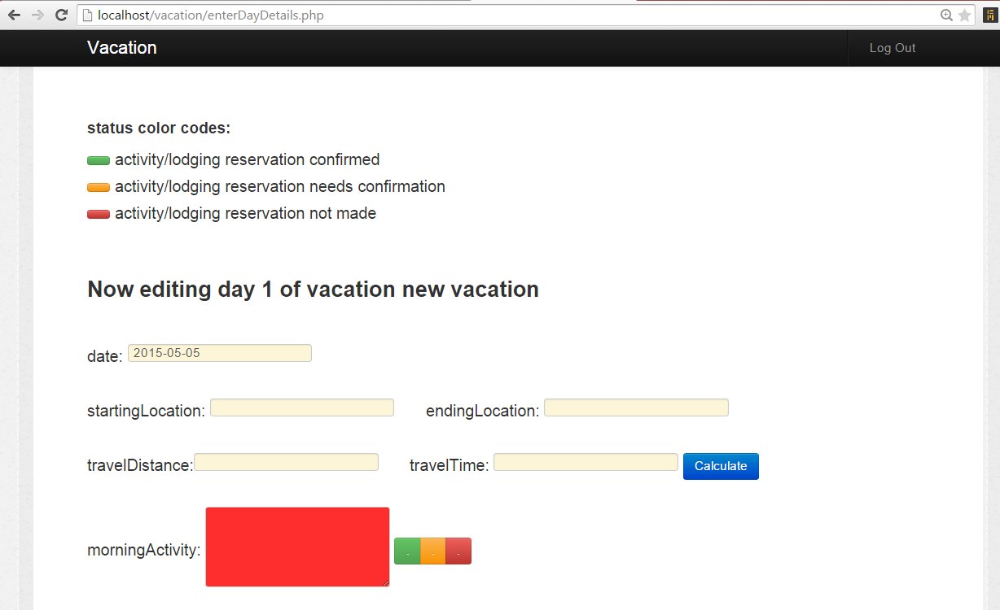 localhost/vacation/enterDayDetails.php
Vacation
Log Out
status color codes:
activity/lodging reservation confirmed
activity/lodging reservation needs confirmation
activity/lodging reservation not made
Now editing day 1 of vacation new vacation
date: 2015-05-05
startingLocation: endingLocation:
travelDistance: travelTime: Calculate
morningActivity: . . .